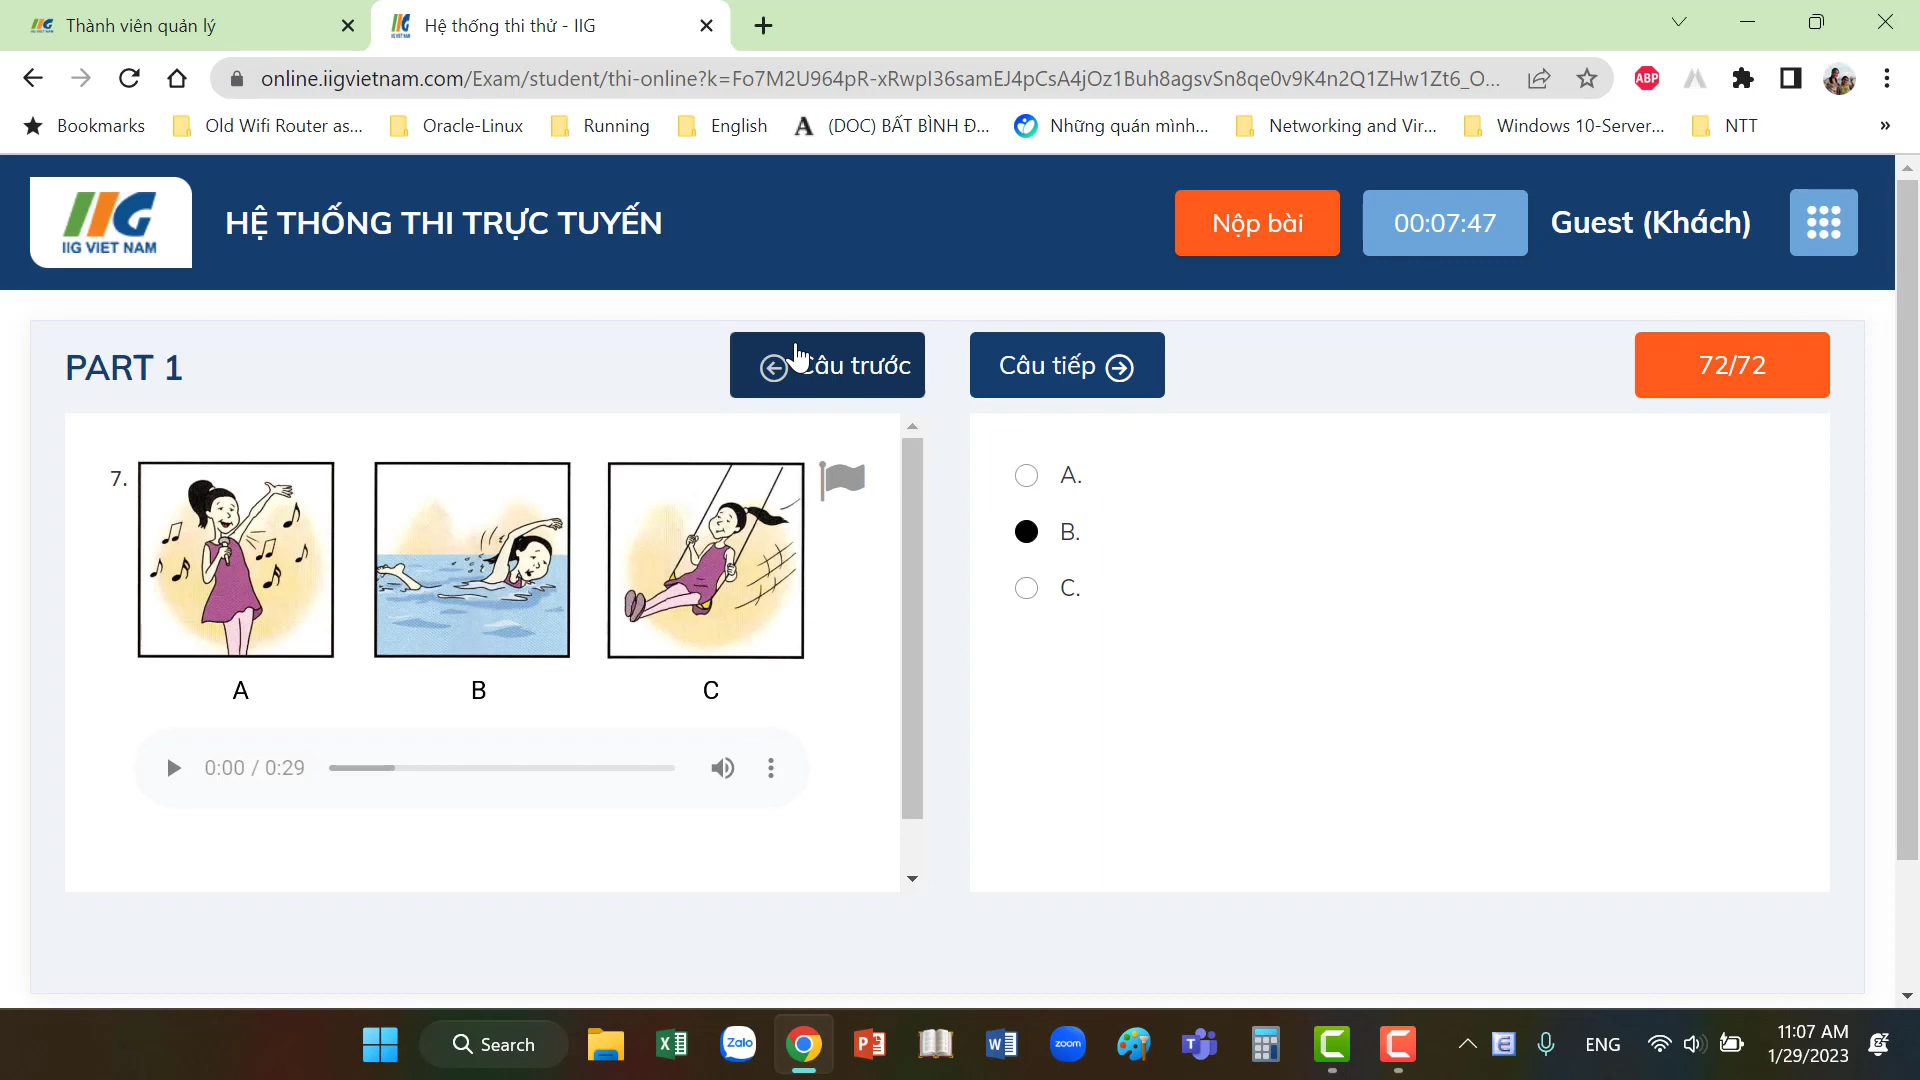 Thành viên quản lý
Hệ thống thi thử - IIG
online.iigvietnam.com/Exam/student/thi-online?k=Fo7M2U964pR-xRwpI36samEJ4pCsA4jOz1Buh8agsvSn8qe0v9K4n2Q1ZHw1Zt6_O...
ABP
Bookmarks
Old Wifi Router as...
Oracle-Linux
Running
English
(DOC) BẤT BÌNH Đ...
Những quán mình...
Networking and Vir...
Windows 10-Server...
NTT
»
IIG VIET NAM
HỆ THỐNG THI TRỰC TUYẾN
Nộp bài
00:07:47
Guest (Khách)
PART 1
Câu trước
Câu tiếp
72/72
7.
A
B
C
0:00 / 0:29
A.
B.
C.
Search
Zalo
zoom
ENG
11:07 AM
1/29/2023